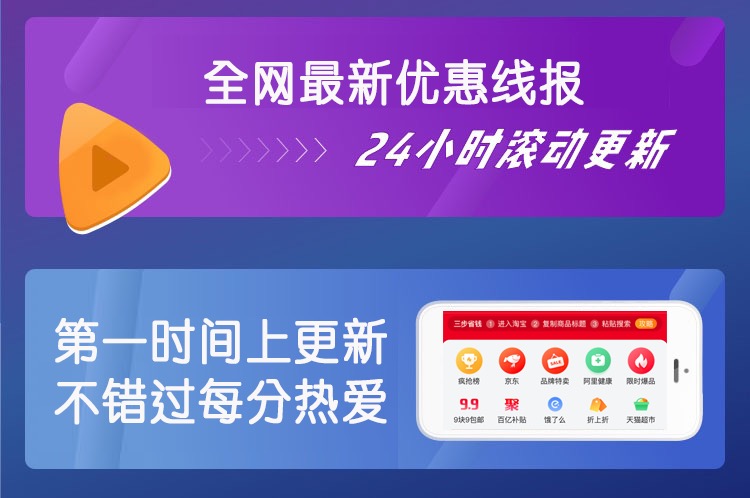 全网最新优惠线报
24小时滚动更新
第一时间上更新
不错过每分热爱
三步省钱 1 进入淘宝 2 复制商品标题 3 粘贴搜索 攻略
疯抢榜 京东 品牌特卖 阿里健康 限时爆品
SALE
9.9 聚
9块9包邮 百亿补贴 饿了么 折上折 天猫超市